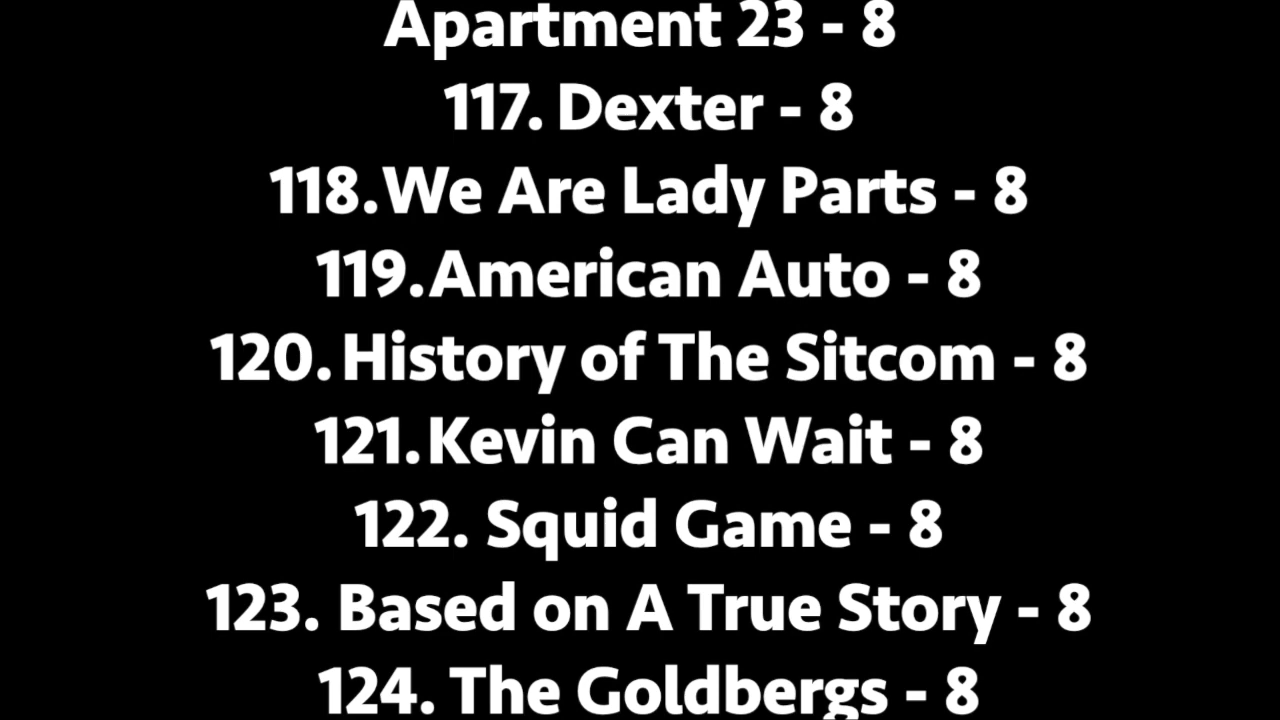 Apartment 23 - 8
117. Dexter - 8
118.We Are Lady Parts - 8
119.American Auto - 8
120. History of The Sitcom - 8
121.Kevin Can Wait - 8
122. Squid Game - 8
123. Based on A True Story - 8
124. The Goldbergs - 8